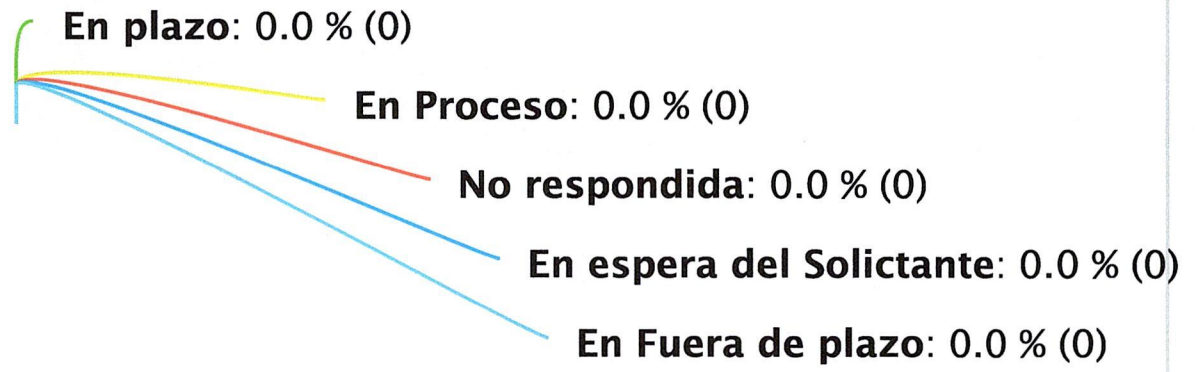 En plazo: 0.0 % (0)
En Proceso: 0.0 % (0)
No respondida: 0.0 % (0)
En espera del Solictante: 0.0 % (0)
En Fuera de plazo: 0.0 % (0)